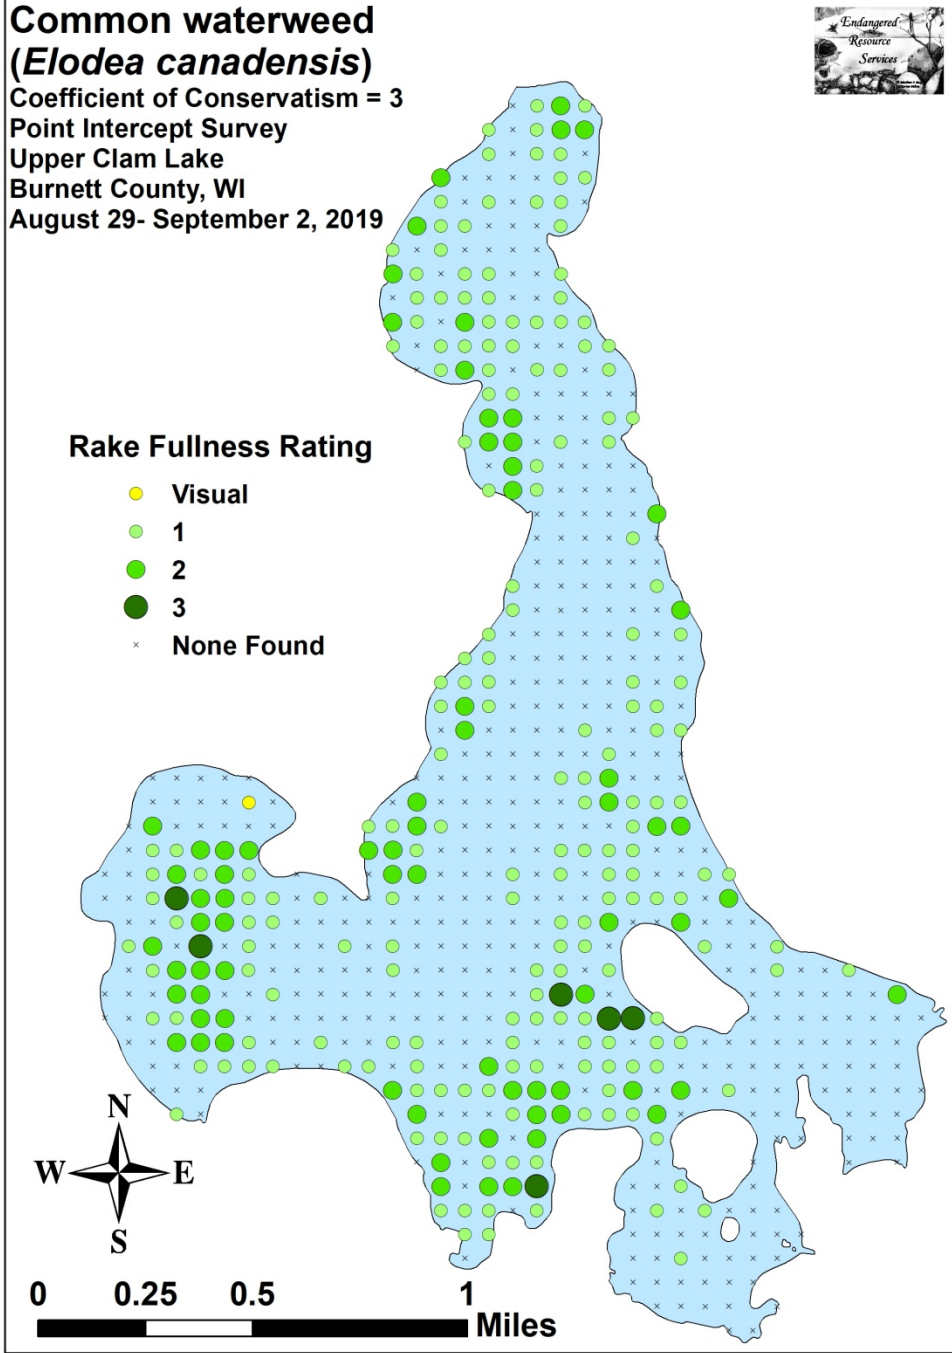 Common waterweed
(Elodea canadensis)
Coefficient of Conservatism = 3
Point Intercept Survey
Upper Clam Lake
Burnett County, WI
August 29- September 2, 2019
Endangered
Resource
Services
Rake Fullness Rating
Visual
1
2
3
None Found
N
W E
S
0 0.25 0.5 1
Miles